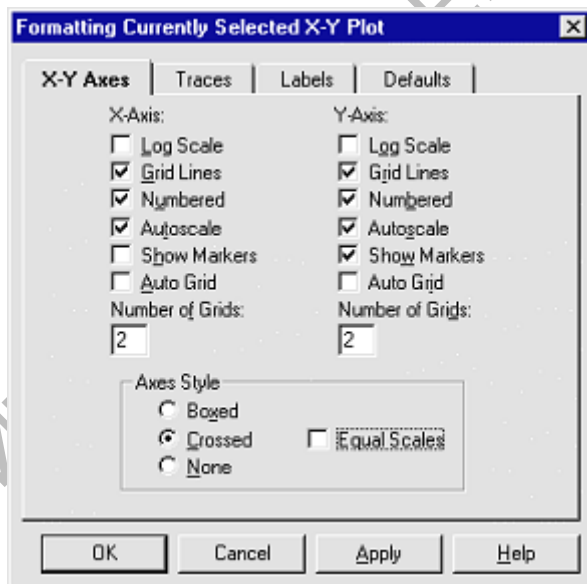 Formatting Currently Selected X-Y Plot
X-Y Axes Traces Labels Defaults
X-Axis: Y-Axis:
Log Scale Log Scale
Grid Lines Grid Lines
Numbered Numbered
Autoscale Autoscale
Show Markers Show Markers
Auto Grid Auto Grid
Number of Grids: Number of Grids:
2 2
Axes Style
Boxed
Crossed Equal Scales
None
OK Cancel Apply Help